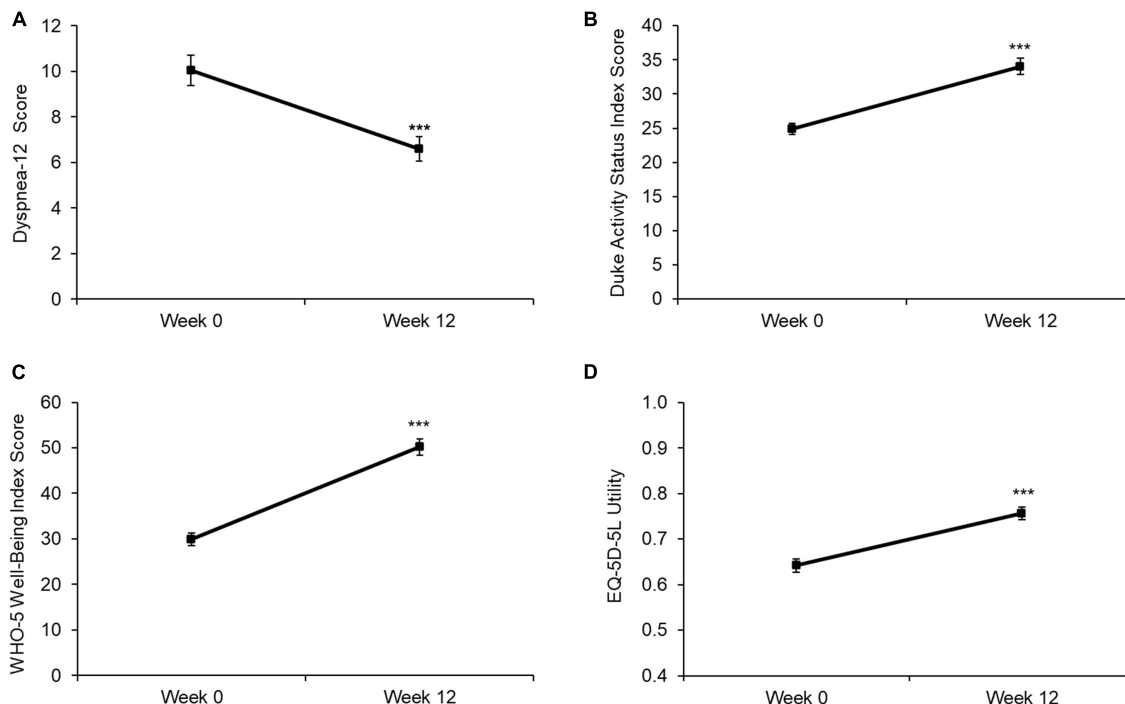 A
Dyspnea-12 Score
12
10
8
6
4
2
0
***
Week 0
Week 12
B
Duke Activity Status Index Score
40
35
30
25
20
15
10
5
0
***
Week 0
Week 12
C
WHO-5 Well-Being Index Score
60
50
40
30
20
10
0
***
Week 0
Week 12
D
EQ-5D-5L Utility
1.0
0.9
0.8
0.7
0.6
0.5
0.4
***
Week 0
Week 12